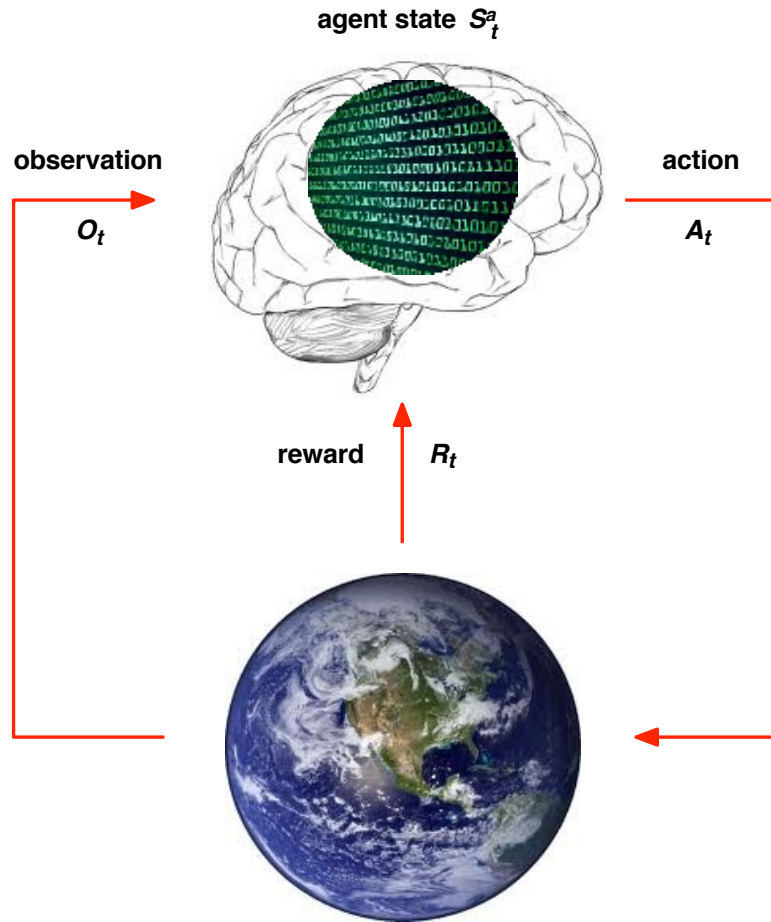 agent state S^a_t
observation
action
O_t
A_t
reward R_t